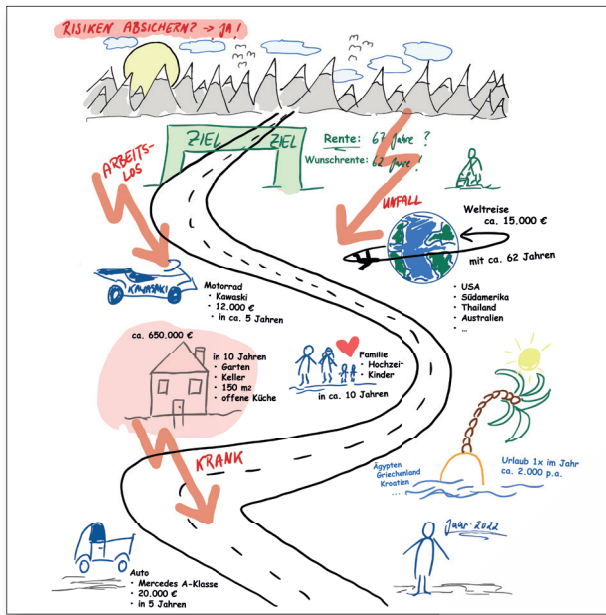 RISIKEN ABSICHERN? → JA!
ZIEL ZIEL
Rente: 67 Jahre ?
Wunschrente: 62 Jare!
ARBEITS-
LOS
UNFALL
Weltreise
ca. 15.000 €
mit ca. 62 Jahren
• USA
• Südamerika
• Thailand
• Australien
• ...
KAWASAKI
Motorrad
• Kawaski
• 12.000 €
• in ca. 5 Jahren
ca. 650.000 €
in 10 Jahren
• Garten
• Keller
• 150 m2
• offene Küche
Familie
• Hochzei-
• Kinder
in ca. 10 Jahren
KRANK
Ägypten
Griechenland
Kroatien
...
Urlaub 1x im Jahr
ca. 2.000 p.a.
2022
Auto
• Mercedes A-Klasse
• 20.000 €
• in 5 Jahren